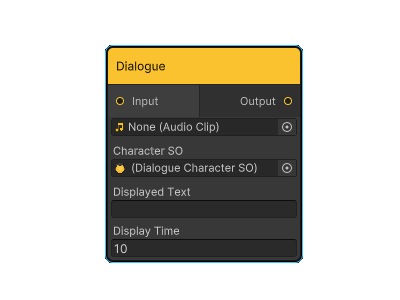 Dialogue
Input Output
None (Audio Clip)
Character SO
(Dialogue Character SO)
Displayed Text
Display Time
10